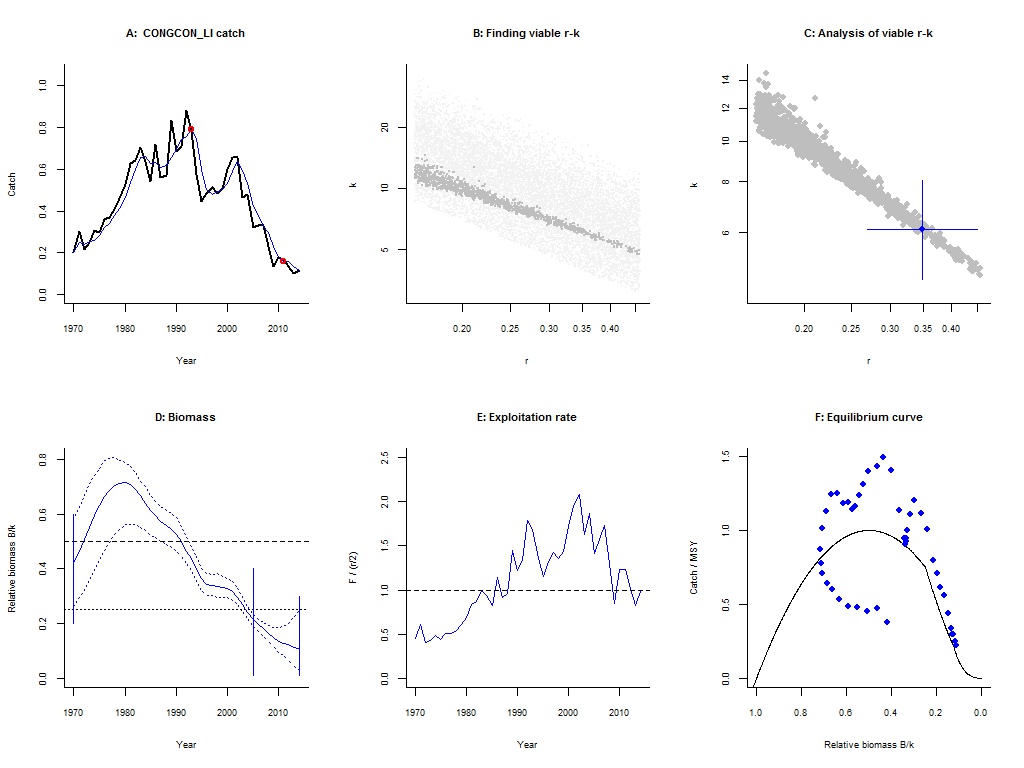 A: CONGCON_LI catch
Catch
1.0
0.8
0.6
0.4
0.2
0.0
1970 1980 1990 2000 2010
Year
B: Finding viable r-k
k
20
10
5
0.20 0.25 0.30 0.35 0.40
r
C: Analysis of viable r-k
k
14
12
10
8
6
0.20 0.25 0.30 0.35 0.40
r
D: Biomass
Relative biomass B/k
0.8
0.6
0.4
0.2
0.0
1970 1980 1990 2000 2010
Year
E: Exploitation rate
F / (r/2)
2.5
2.0
1.5
1.0
0.5
0.0
1970 1980 1990 2000 2010
Year
F: Equilibrium curve
Catch / MSY
1.5
1.0
0.5
0.0
1.0 0.8 0.6 0.4 0.2 0.0
Relative biomass B/k